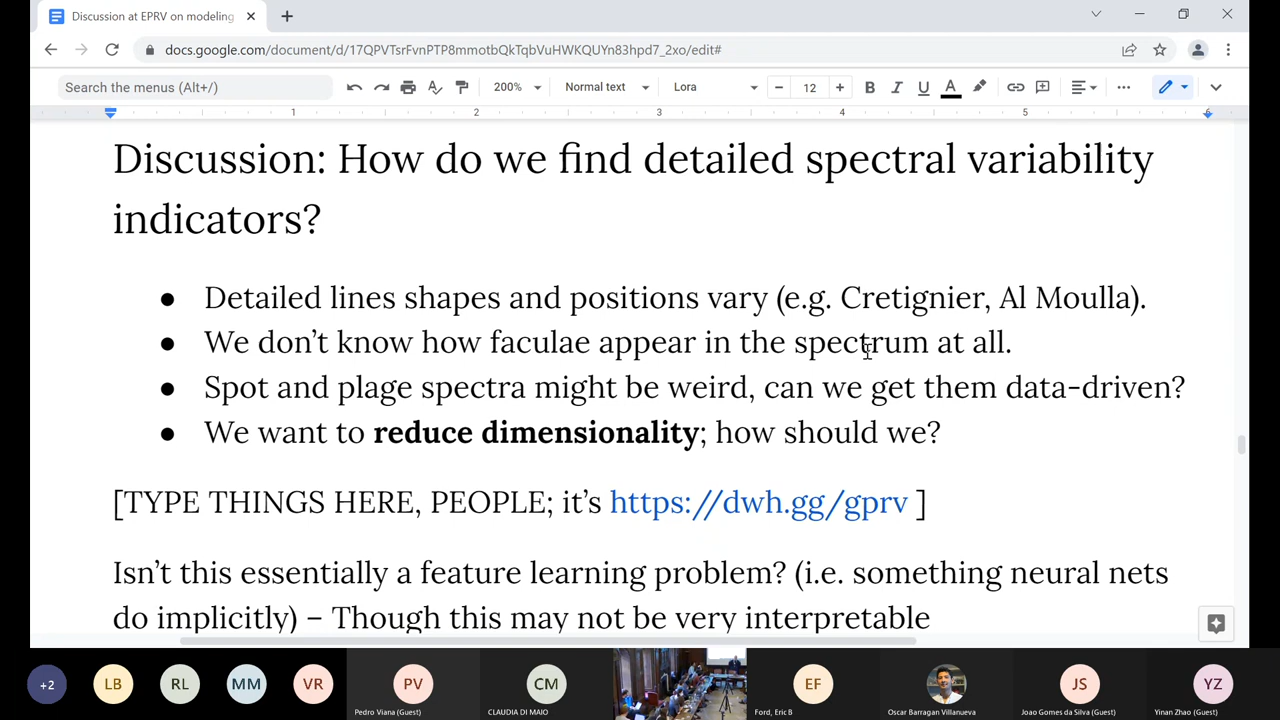 Discussion at EPRV on modeling
docs.google.com/document/d/17QPVTsrFvnPTP8mmotbQkTqbVuHWKQUYn83hpd7_2xo/edit#
Search the menus (Alt+/)
200%
Normal text
Lora
12
B
I
U
A
1
2
3
4
5
6
Discussion: How do we find detailed spectral variability
indicators?
● Detailed lines shapes and positions vary (e.g. Cretignier, Al Moulla).
● We don't know how faculae appear in the spectrum at all.
● Spot and plage spectra might be weird, can we get them data-driven?
● We want to reduce dimensionality; how should we?
[TYPE THINGS HERE, PEOPLE; it's https://dwh.gg/gprv ]
Isn't this essentially a feature learning problem? (i.e. something neural nets
do implicitly) – Though this may not be very interpretable
+2
LB
RL
MM
VR
PV
Pedro Viana (Guest)
CM
CLAUDIA DI MAIO
EF
Ford, Eric B
Oscar Barragan Villanueva
JS
Joao Gomes da Silva (Guest)
YZ
Yinan Zhao (Guest)